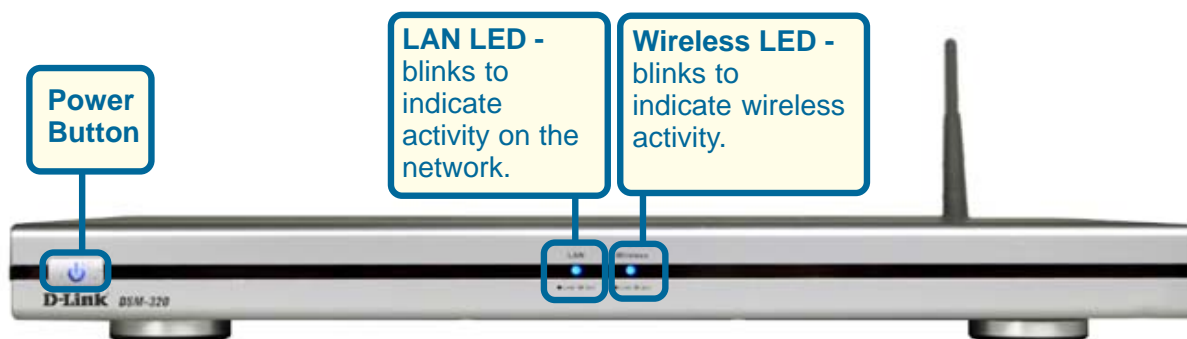 Power
Button
LAN LED -
blinks to
indicate
activity on the
network.
Wireless LED -
blinks to
indicate wireless
activity.
LAN
Wireless
D-Link DSM-320